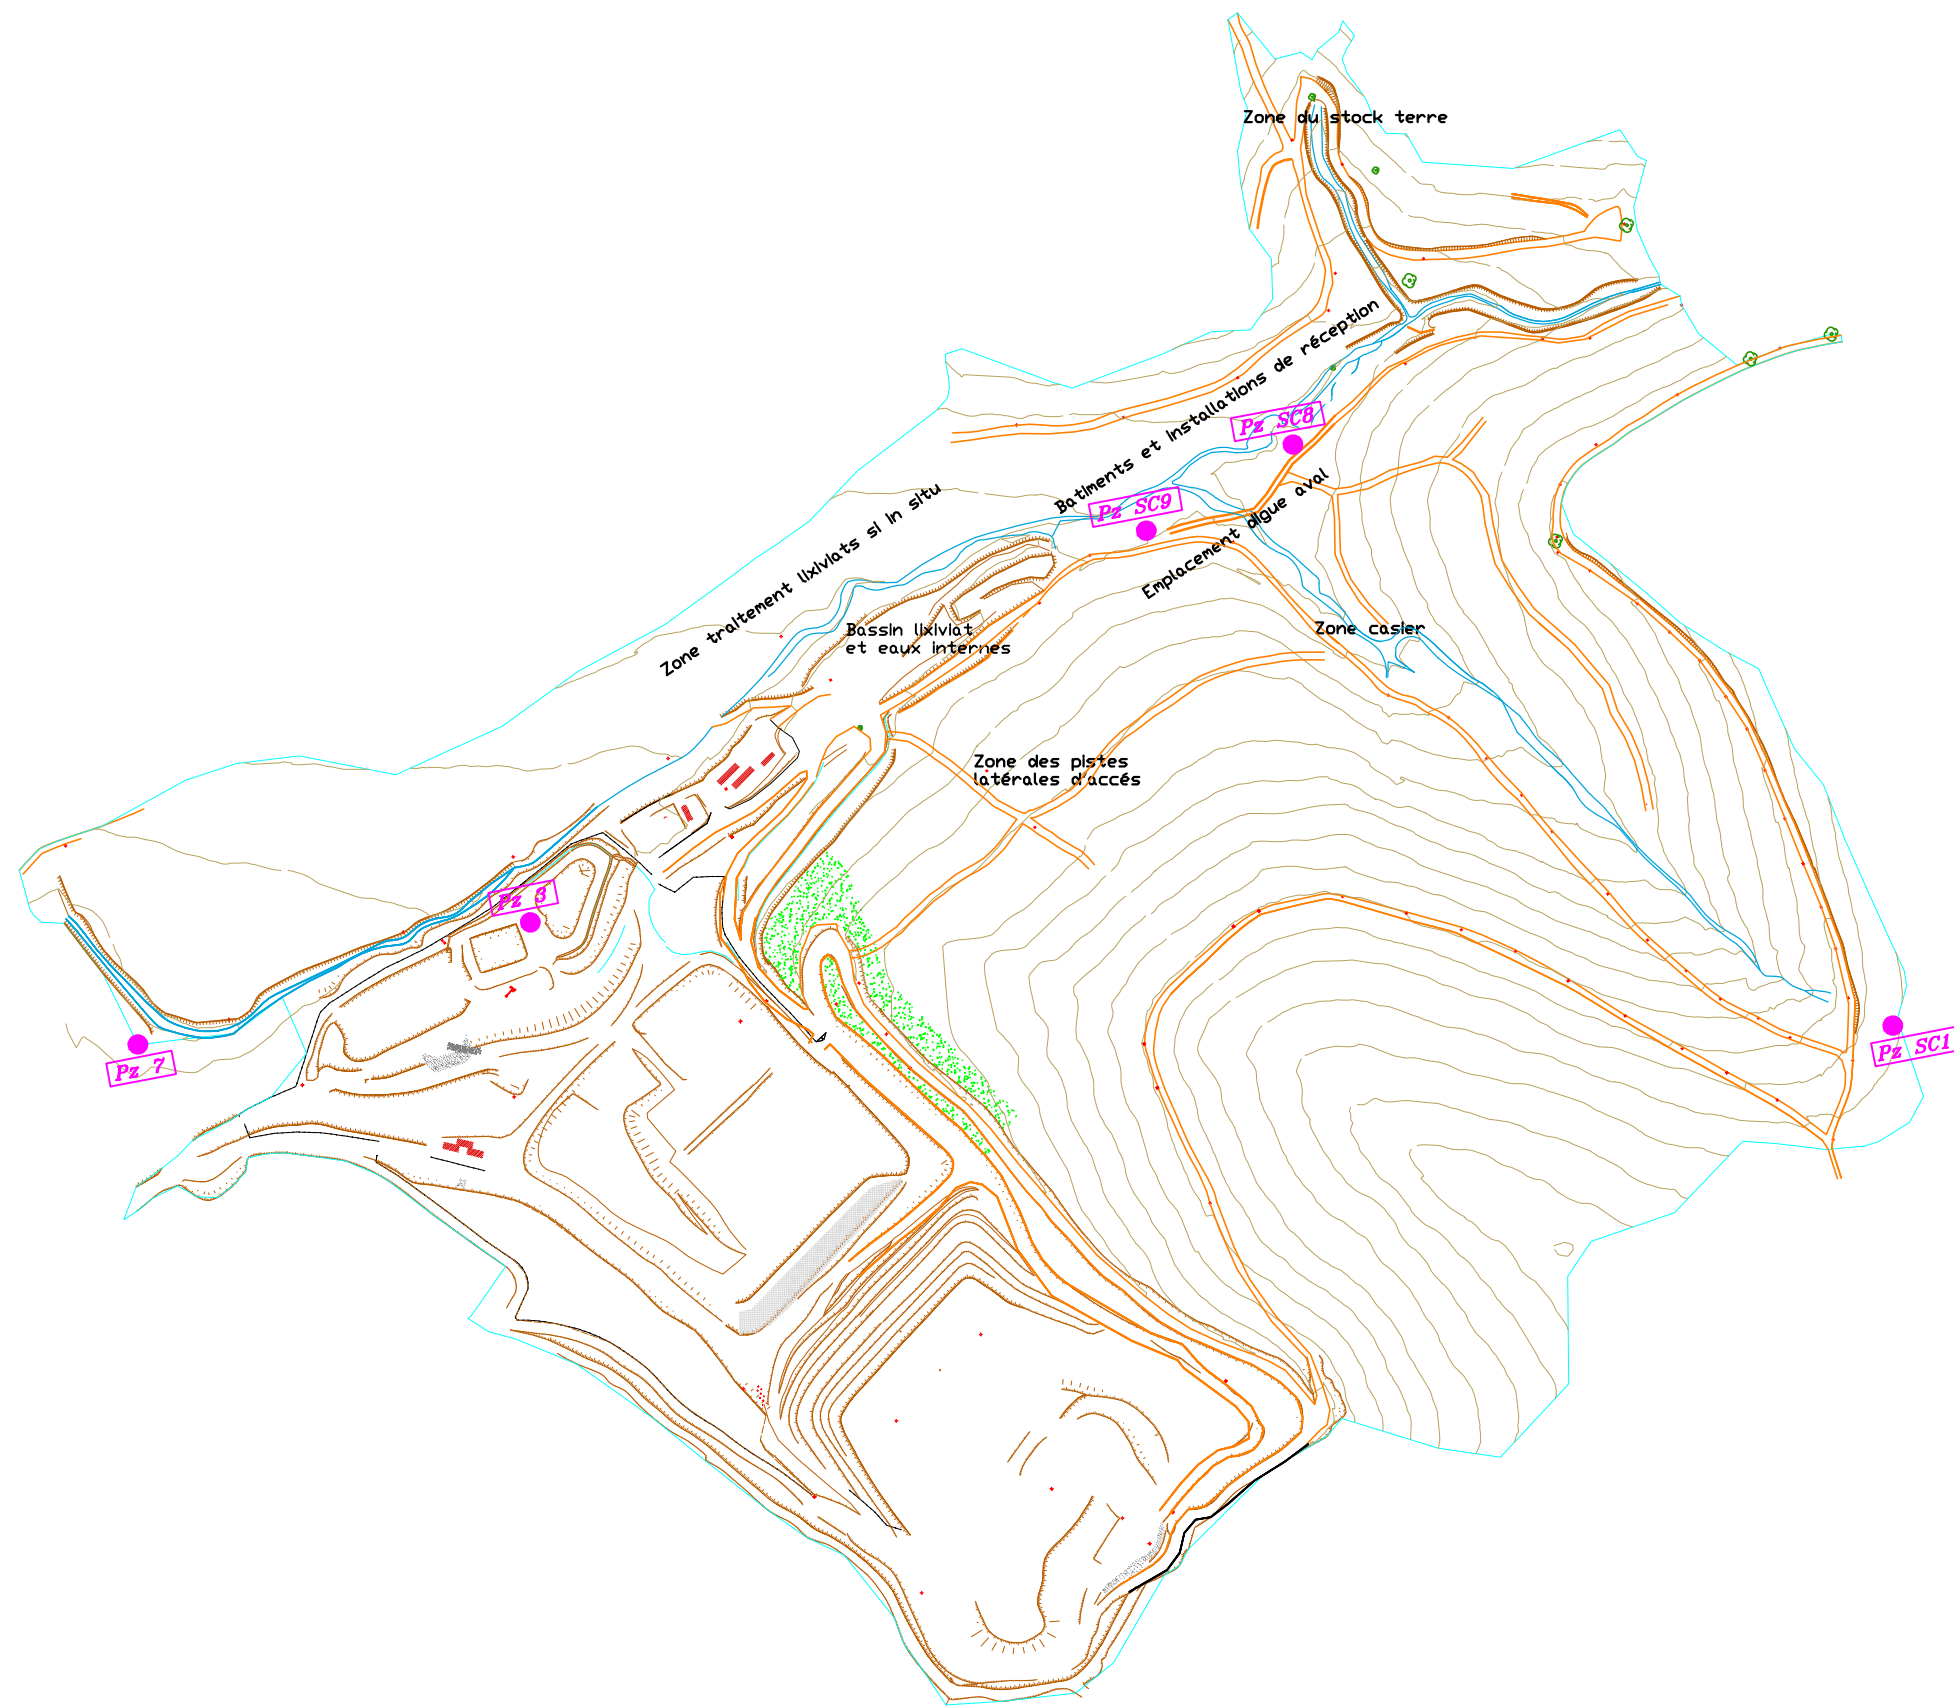 Zone du stock terre
Batiments et Installations de réception
Pz SC8
Zone traitement lixiviats si in situ
Pz SC9
Emplacement digue aval
Bassin lixiviat
et eaux internes
Zone casier
Zone des pistes
latérales d'accés
Pz 3
Pz 7
Pz SC1